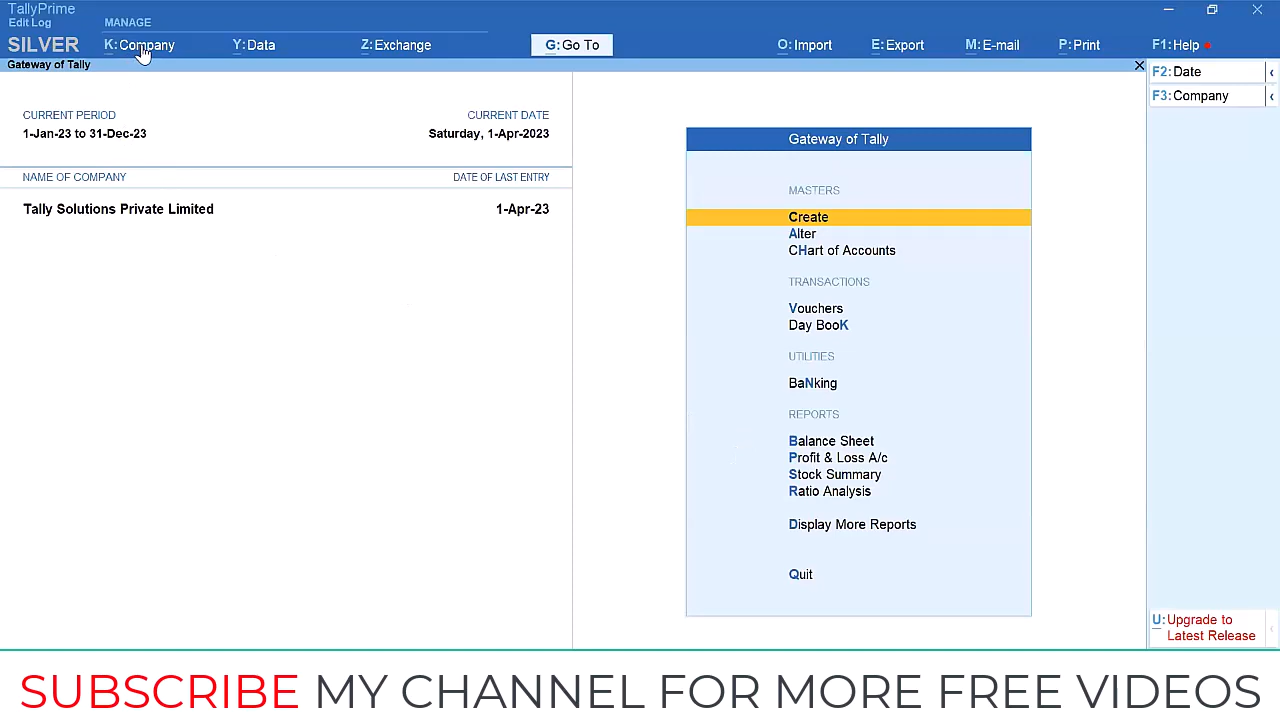 TallyPrime
Edit Log
MANAGE
SILVER
K:Company
Y:Data
Z:Exchange
G:Go To
O:Import
E:Export
M:E-mail
P:Print
F1:Help
Gateway of Tally
F2:Date
F3:Company
CURRENT PERIOD
CURRENT DATE
1-Jan-23 to 31-Dec-23
Saturday, 1-Apr-2023
NAME OF COMPANY
DATE OF LAST ENTRY
Tally Solutions Private Limited
1-Apr-23
Gateway of Tally
MASTERS
Create
Alter
CHart of Accounts
TRANSACTIONS
Vouchers
Day BooK
UTILITIES
BaNking
REPORTS
Balance Sheet
Profit & Loss A/c
Stock Summary
Ratio Analysis
Display More Reports
Quit
U:Upgrade to
Latest Release
SUBSCRIBE MY CHANNEL FOR MORE FREE VIDEOS